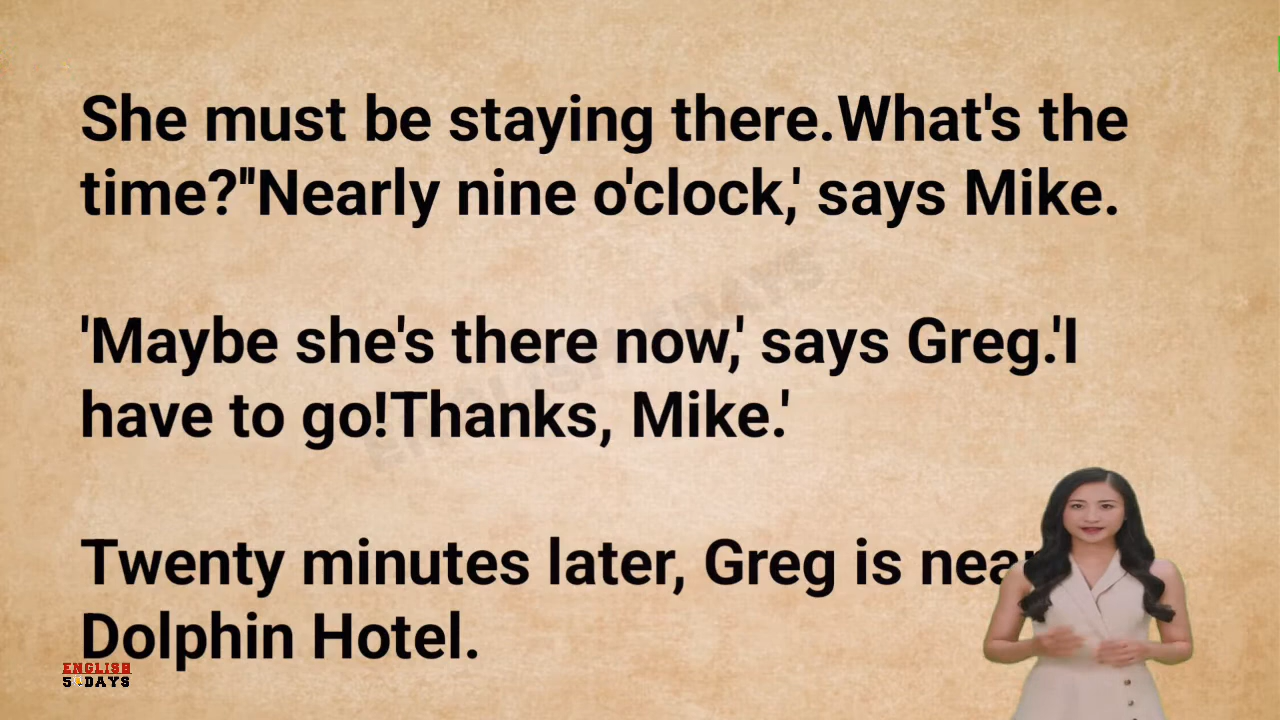 She must be staying there.What's the
time?''Nearly nine o'clock,' says Mike.
'Maybe she's there now,' says Greg.'I
have to go!Thanks, Mike.'
Twenty minutes later, Greg is near
Dolphin Hotel.
ENGLISH
DAYS